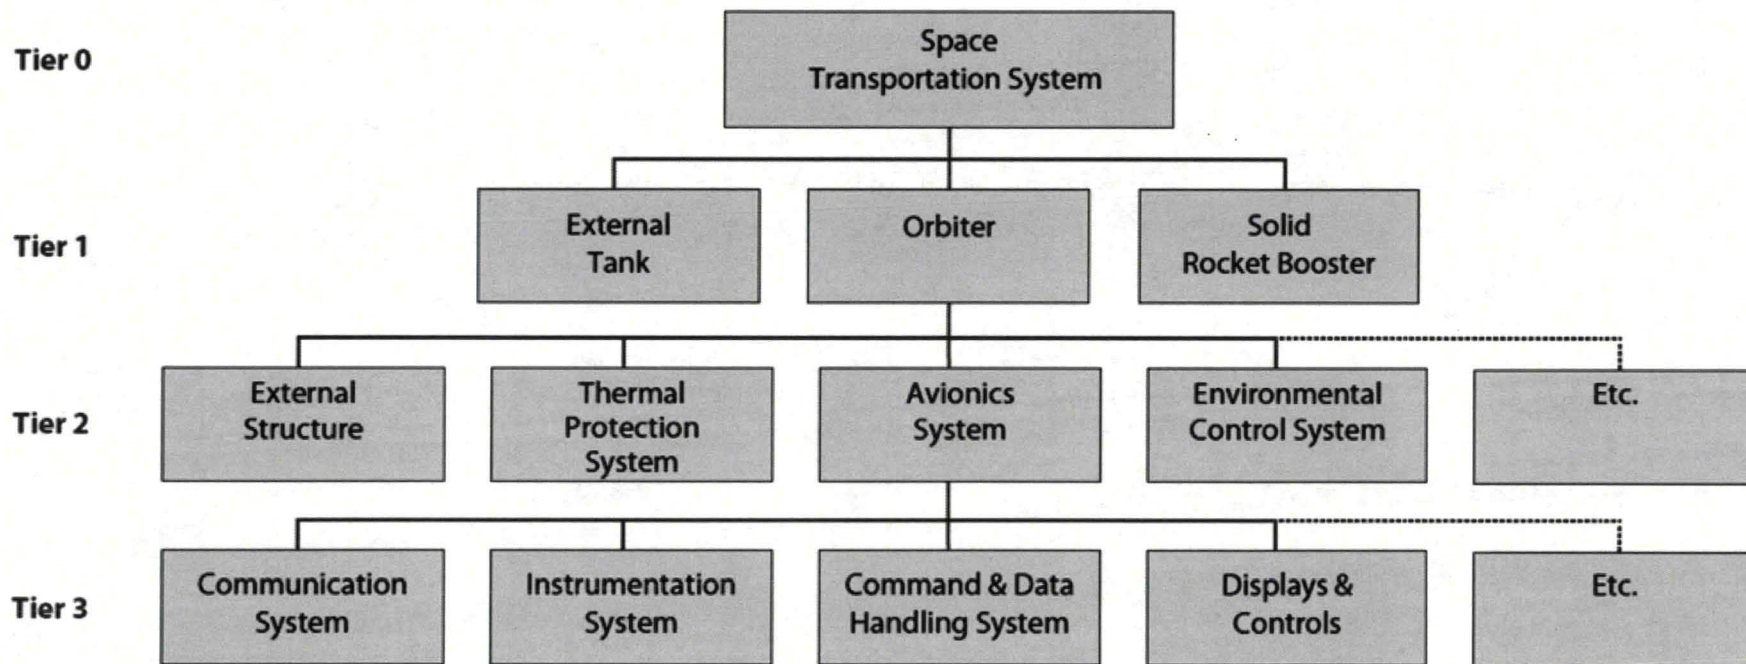 Tier 0
Space
Transportation System
Tier 1
External
Tank
Orbiter
Solid
Rocket Booster
Tier 2
External
Structure
Thermal
Protection
System
Avionics
System
Environmental
Control System
Etc.
Tier 3
Communication
System
Instrumentation
System
Command & Data
Handling System
Displays &
Controls
Etc.